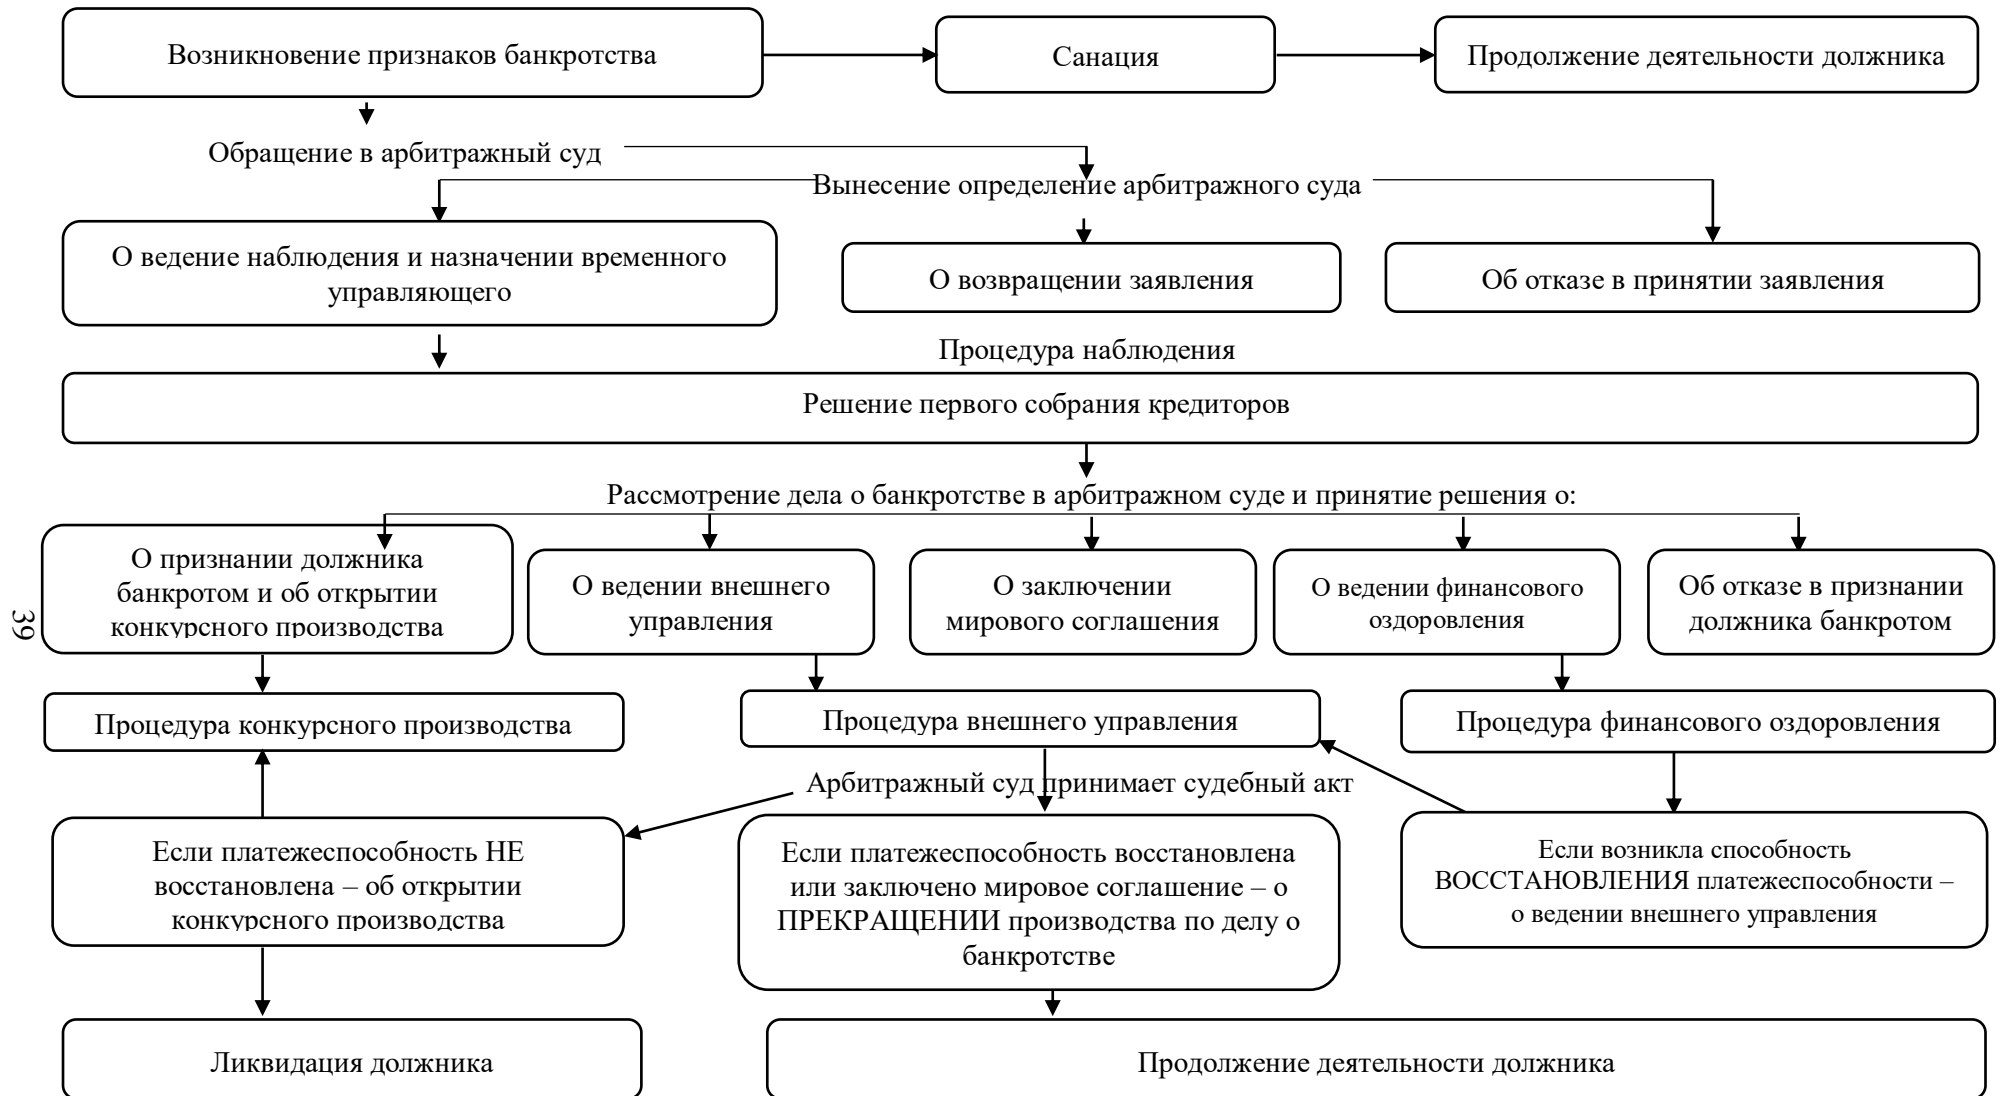 Возникновение признаков банкротства
Санация
Продолжение деятельности должника
Обращение в арбитражный суд
Вынесение определение арбитражного суда
О ведение наблюдения и назначении временного
управляющего
О возвращении заявления
Об отказе в принятии заявления
Процедура наблюдения
Решение первого собрания кредиторов
Рассмотрение дела о банкротстве в арбитражном суде и принятие решения о:
О признании должника
банкротом и об открытии
конкурсного производства
О ведении внешнего
управления
О заключении
мирового соглашения
О ведении финансового
оздоровления
Об отказе в признании
должника банкротом
39
Процедура конкурсного производства
Процедура внешнего управления
Процедура финансового оздоровления
Арбитражный суд принимает судебный акт
Если платежеспособность НЕ
восстановлена – об открытии
конкурсного производства
Если платежеспособность восстановлена
или заключено мировое соглашение – о
ПРЕКРАЩЕНИИ производства по делу о
банкротстве
Если возникла способность
ВОССТАНОВЛЕНИЯ платежеспособности –
о ведении внешнего управления
Ликвидация должника
Продолжение деятельности должника